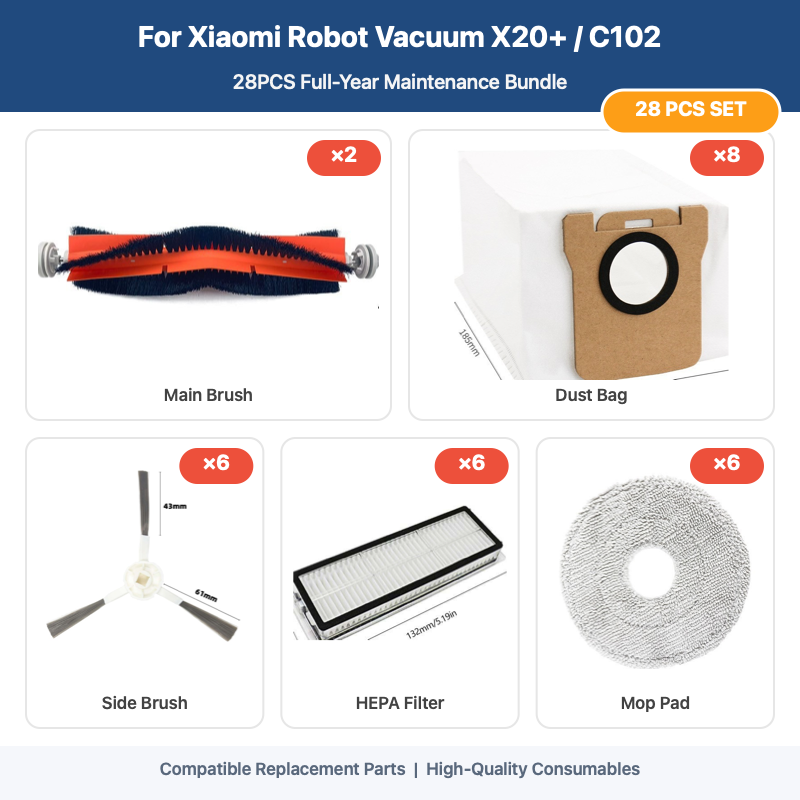 For Xiaomi Robot Vacuum X20+ / C102
28PCS Full-Year Maintenance Bundle
28 PCS SET
×2
Main Brush
×8
185mm
Dust Bag
×6
43mm
61mm
Side Brush
×6
132mm/5.19in
HEPA Filter
×6
Mop Pad
Compatible Replacement Parts | High-Quality Consumables